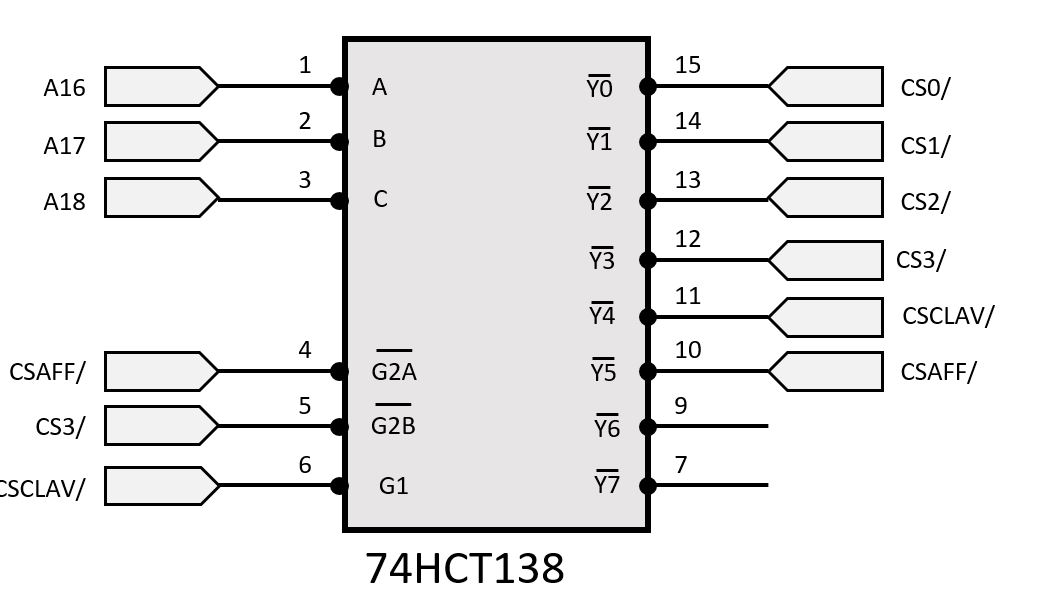 A16 1 A Y0 15 CS0/
A17 2 B Y1 14 CS1/
A18 3 C Y2 13 CS2/
Y3 12 CS3/
Y4 11 CSCLAV/
CSAFF/ 4 G2A Y5 10 CSAFF/
CS3/ 5 G2B Y6 9
CSCLAV/ 6 G1 Y7 7
74HCT138